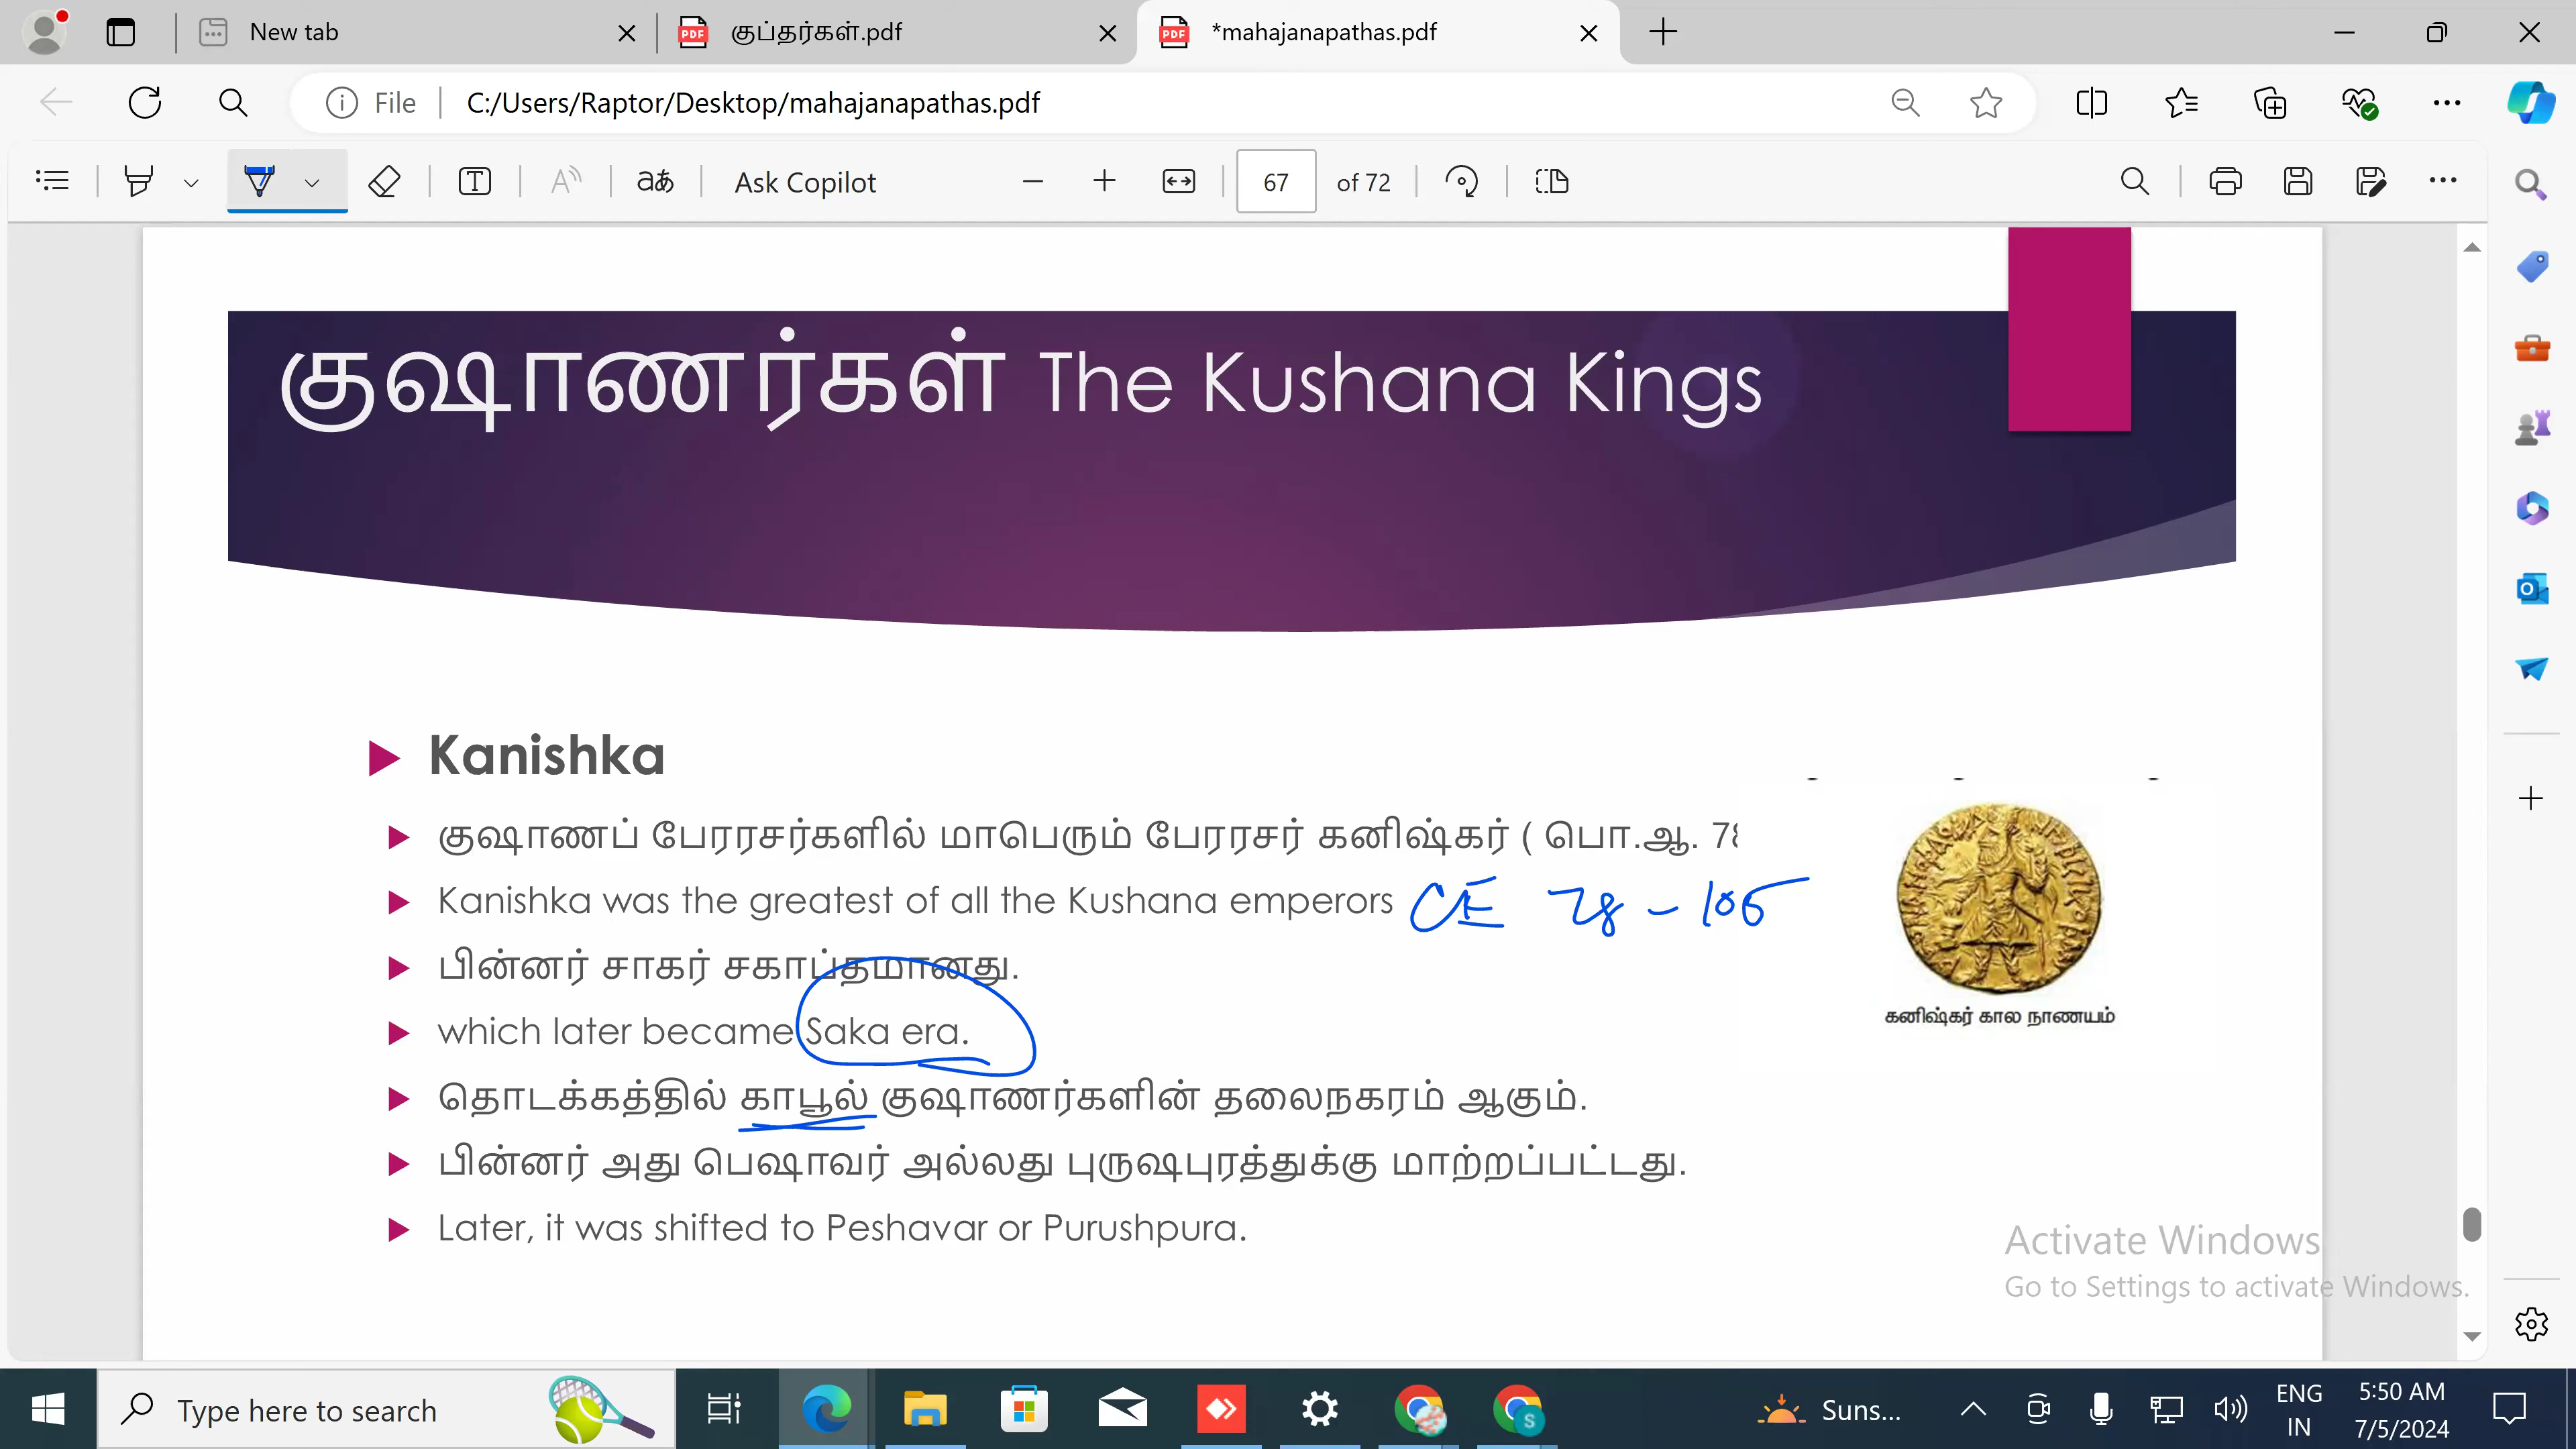 New tab
குப்தர்கள்.pdf
*mahajanapathas.pdf
File
C:/Users/Raptor/Desktop/mahajanapathas.pdf
Ask Copilot
67 of 72
குஷாணர்கள் The Kushana Kings
Kanishka
குஷாணப் பேரரசர்களில் மாபெரும் பேரரசர் கனிஷ்கர் ( பொ.ஆ. 78
Kanishka was the greatest of all the Kushana emperors CE 78 - 106
பின்னர் சாகர் சகாப்தமானது.
which later became Saka era.
தொடக்கத்தில் காபூல் குஷாணர்களின் தலைநகரம் ஆகும்.
பின்னர் அது பெஷாவர் அல்லது புருஷபுரத்துக்கு மாற்றப்பட்டது.
Later, it was shifted to Peshavar or Purushpura.
கனிஷ்கர் கால நாணயம்
Activate Windows
Go to Settings to activate Windows.
Type here to search
Suns...
ENG
IN
5:50 AM
7/5/2024